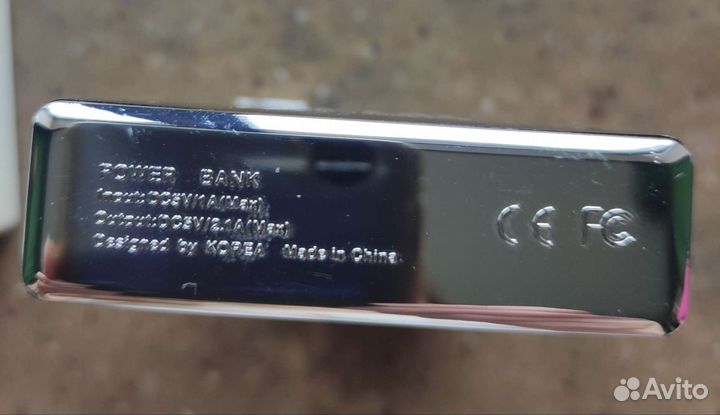 POWER BANK
Input:DC5V/1A(Max)
Output:DC5V/2.1A(Max)
Designed by KOREA Made in China
CE FC
Avito